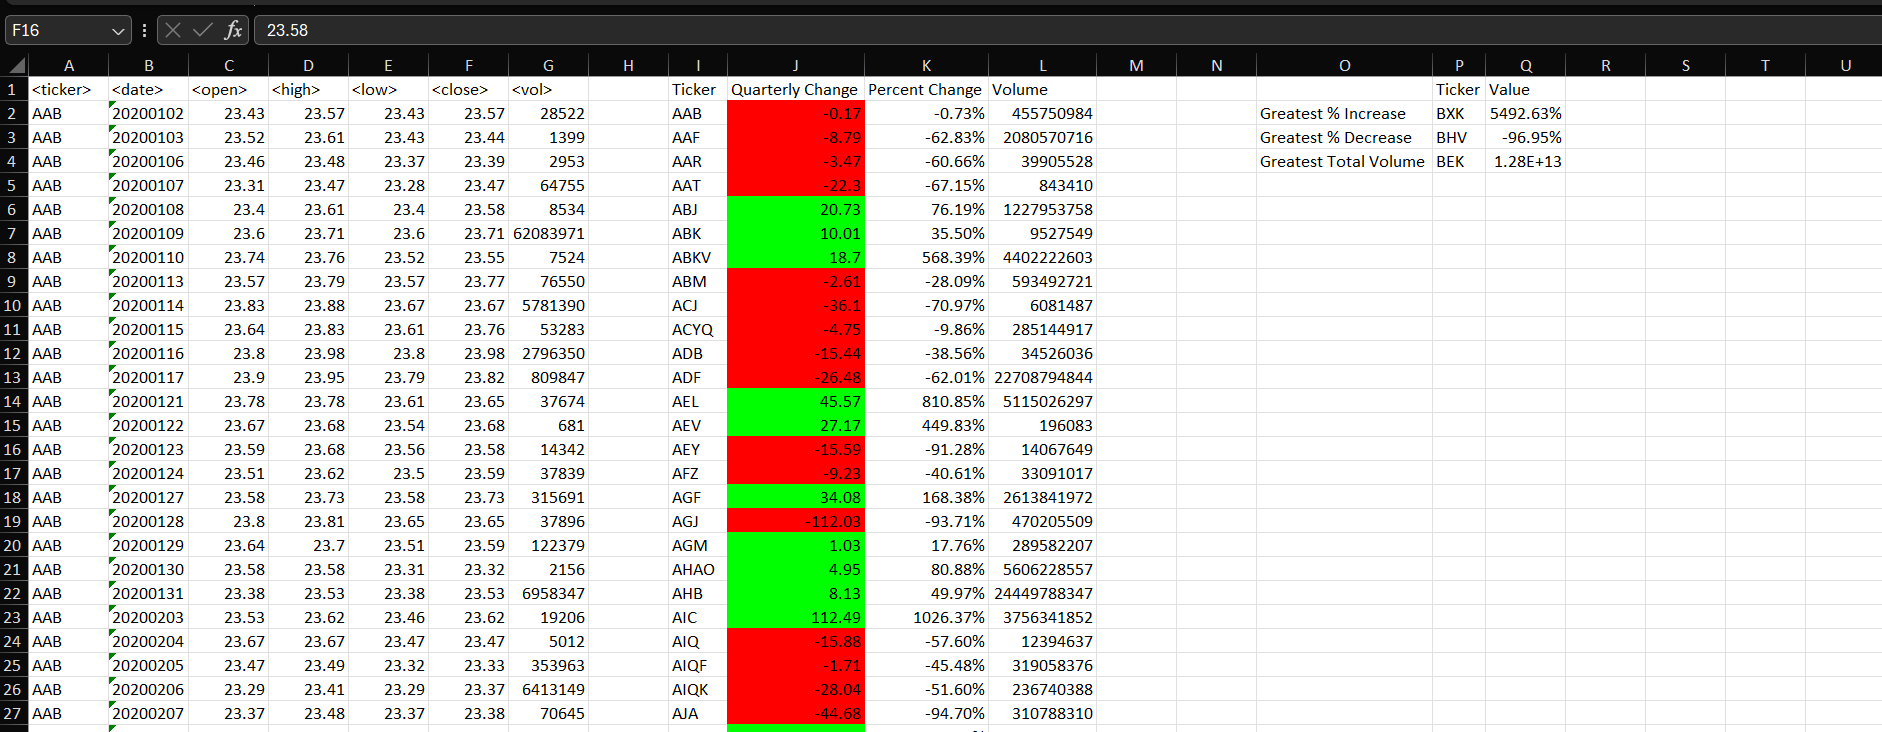 F16 23.58
A B C D E F G H I J K L M N O P Q R S T U
1 <ticker> <date> <open> <high> <low> <close> <vol> Ticker Quarterly Change Percent Change Volume Ticker Value
2 AAB 20200102 23.43 23.57 23.43 23.57 28522 AAB -0.17 -0.73% 455750984 Greatest % Increase BXK 5492.63%
3 AAB 20200103 23.52 23.61 23.43 23.44 1399 AAF -8.79 -62.83% 2080570716 Greatest % Decrease BHV -96.95%
4 AAB 20200106 23.46 23.48 23.37 23.39 2953 AAR -3.47 -60.66% 39905528 Greatest Total Volume BEK 1.28E+13
5 AAB 20200107 23.31 23.47 23.28 23.47 64755 AAT -22.3 -67.15% 843410
6 AAB 20200108 23.4 23.61 23.4 23.58 8534 ABJ 20.73 76.19% 1227953758
7 AAB 20200109 23.6 23.71 23.6 23.71 62083971 ABK 10.01 35.50% 9527549
8 AAB 20200110 23.74 23.76 23.52 23.55 7524 ABKV 18.7 568.39% 4402222603
9 AAB 20200113 23.57 23.79 23.57 23.77 76550 ABM -2.61 -28.09% 593492721
10 AAB 20200114 23.83 23.88 23.67 23.67 5781390 ACJ -36.1 -70.97% 6081487
11 AAB 20200115 23.64 23.83 23.61 23.76 53283 ACYQ -4.75 -9.86% 285144917
12 AAB 20200116 23.8 23.98 23.8 23.98 2796350 ADB -15.44 -38.56% 34526036
13 AAB 20200117 23.9 23.95 23.79 23.82 809847 ADF -26.48 -62.01% 22708794844
14 AAB 20200121 23.78 23.78 23.61 23.65 37674 AEL 45.57 810.85% 5115026297
15 AAB 20200122 23.67 23.68 23.54 23.68 681 AEV 27.17 449.83% 196083
16 AAB 20200123 23.59 23.68 23.56 23.58 14342 AEY -15.59 -91.28% 14067649
17 AAB 20200124 23.51 23.62 23.5 23.59 37839 AFZ -9.23 -40.61% 33091017
18 AAB 20200127 23.58 23.73 23.58 23.73 315691 AGF 34.08 168.38% 2613841972
19 AAB 20200128 23.8 23.81 23.65 23.65 37896 AGJ -112.03 -93.71% 470205509
20 AAB 20200129 23.64 23.7 23.51 23.59 122379 AGM 1.03 17.76% 289582207
21 AAB 20200130 23.58 23.58 23.31 23.32 2156 AHAO 4.95 80.88% 5606228557
22 AAB 20200131 23.38 23.53 23.38 23.53 6958347 AHB 8.13 49.97% 24449788347
23 AAB 20200203 23.53 23.62 23.46 23.62 19206 AIC 112.49 1026.37% 3756341852
24 AAB 20200204 23.67 23.67 23.47 23.47 5012 AIQ -15.88 -57.60% 12394637
25 AAB 20200205 23.47 23.49 23.32 23.33 353963 AIQF -1.71 -45.48% 319058376
26 AAB 20200206 23.29 23.41 23.29 23.37 6413149 AIQK -28.04 -51.60% 236740388
27 AAB 20200207 23.37 23.48 23.37 23.38 70645 AJA -44.68 -94.70% 310788310